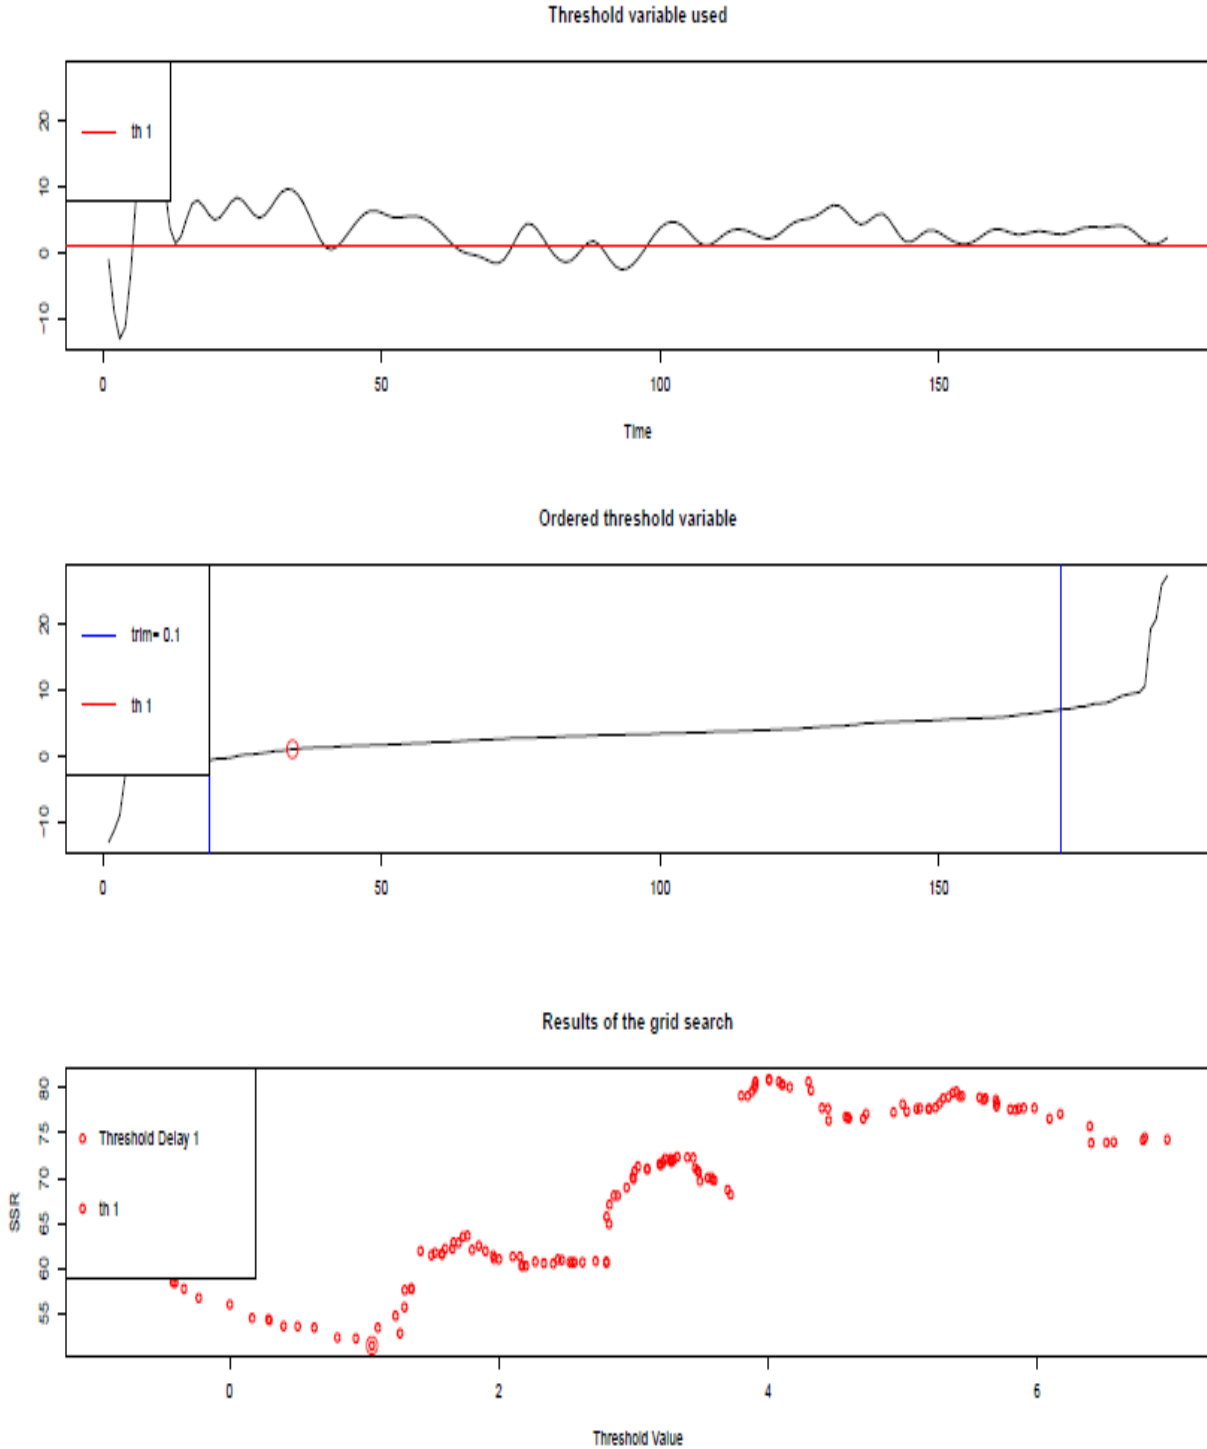 Threshold variable used
th 1
20
10
0
-10
0 50 100 150
Time
Ordered threshold variable
trim= 0.1
th 1
20
10
0
-10
0 50 100 150
Results of the grid search
Threshold Delay 1
th 1
SSR
80
75
70
65
60
55
0 2 4 6
Threshold Value